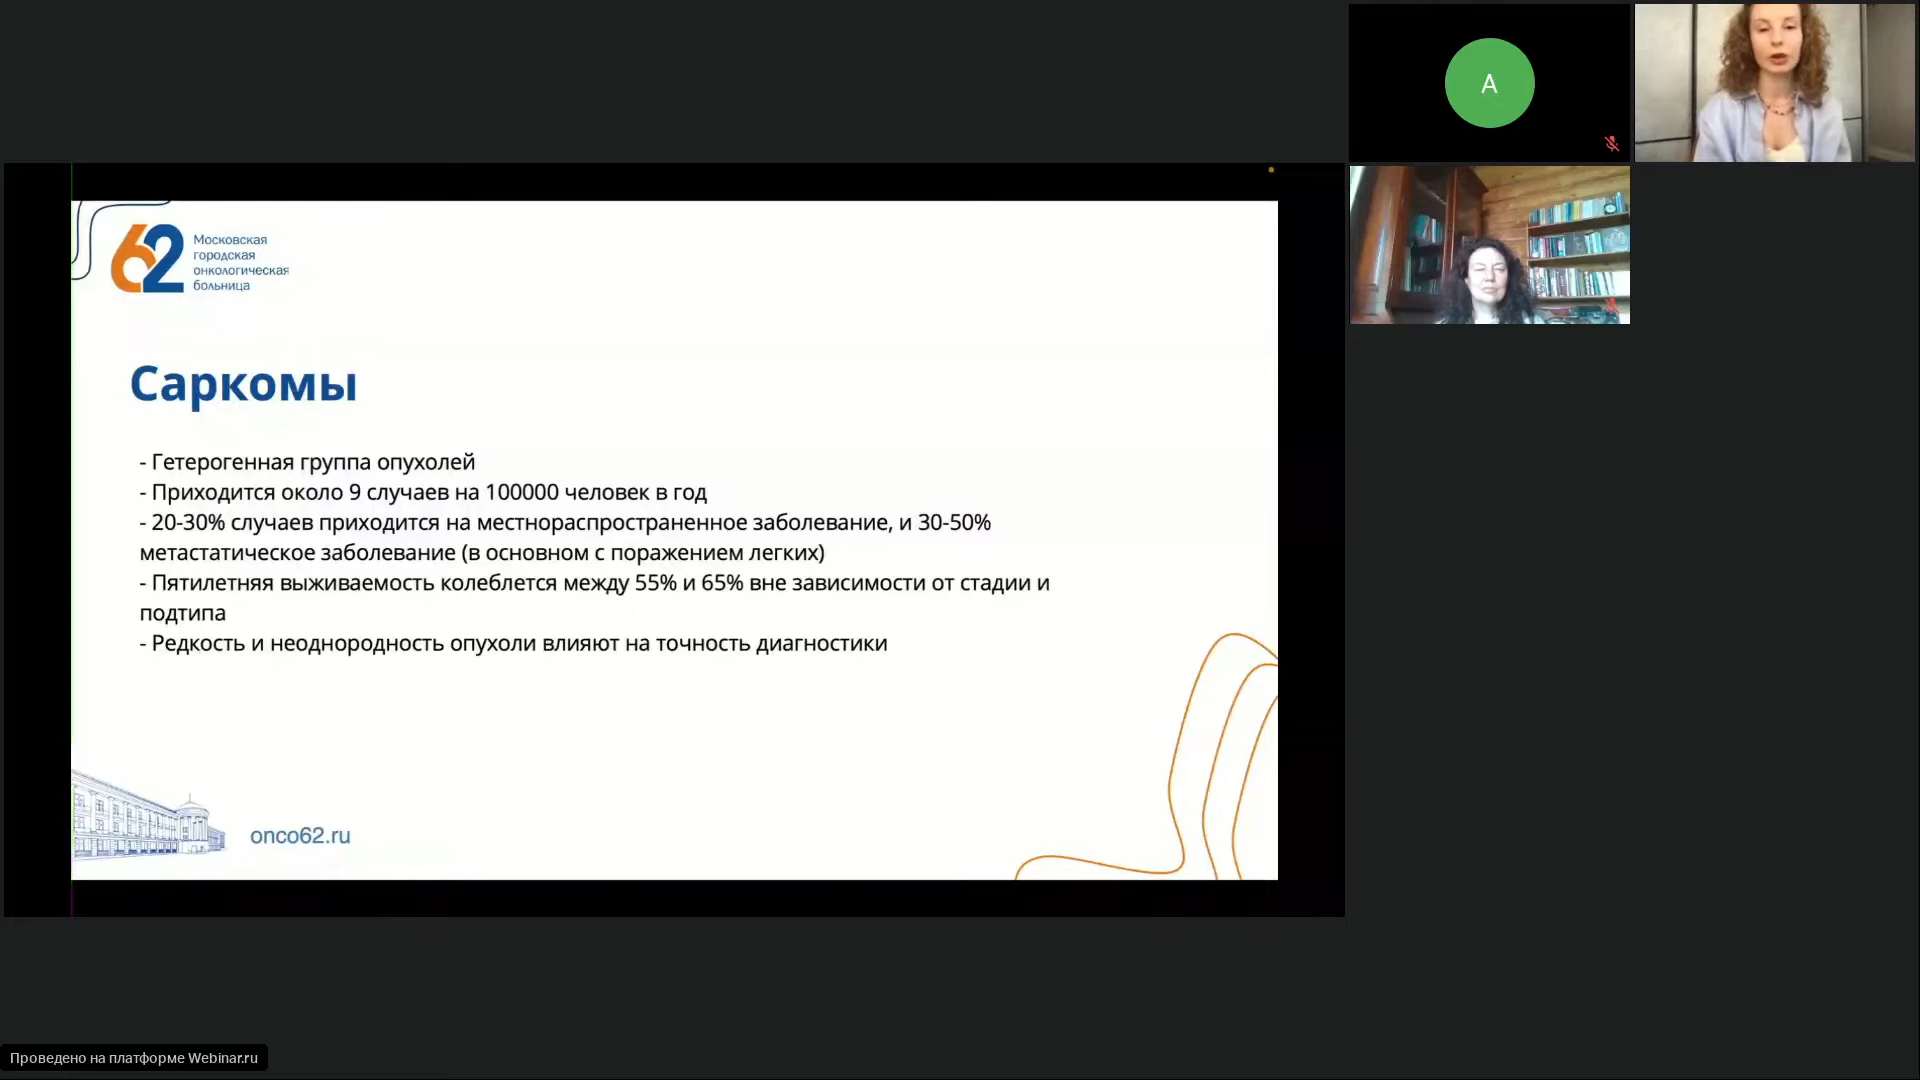 A
62
Московская
городская
онкологическая
больница
Саркомы
- Гетерогенная группа опухолей
- Приходится около 9 случаев на 100000 человек в год
- 20-30% случаев приходится на местнораспространенное заболевание, и 30-50%
метастатическое заболевание (в основном с поражением легких)
- Пятилетняя выживаемость колеблется между 55% и 65% вне зависимости от стадии и
подтипа
- Редкость и неоднородность опухоли влияют на точность диагностики
onco62.ru
Проведено на платформе Webinar.ru